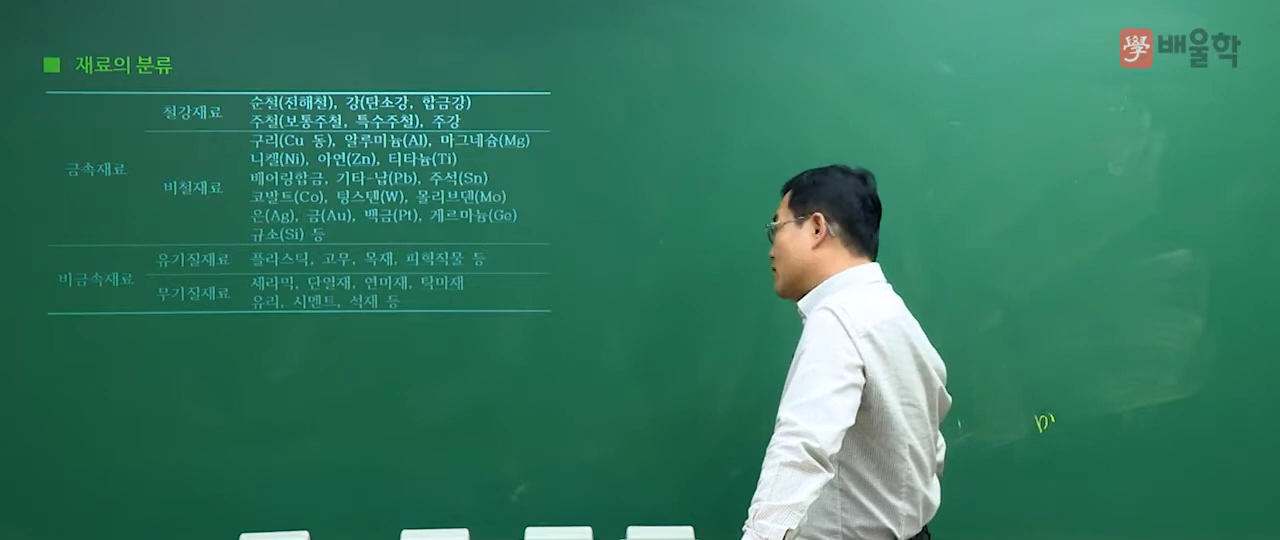 學 배울학
■ 재료의 분류
철강재료 순철(전해철), 강(탄소강, 합금강)
주철(보통주철, 특수주철), 주강
금속재료
비철재료
구리(Cu 동), 알루미늄(Al), 마그네슘(Mg)
니켈(Ni), 아연(Zn), 티타늄(Ti)
베어링합금, 기타-납(Pb), 주석(Sn)
코발트(Co), 텅스텐(W), 몰리브덴(Mo)
은(Ag), 금(Au), 백금(Pt), 게르마늄(Ge)
규소(Si) 등
비금속재료
유기질재료 플라스틱, 고무, 목재, 피혁직물 등
무기질재료 세라믹, 단열재, 연마재, 탁마재
유리, 시멘트, 석재 등